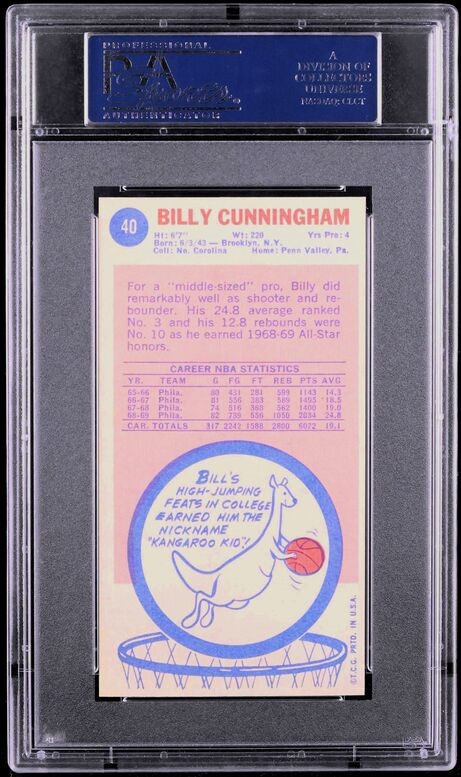 PROFESSIONAL
PSA
AUTHENTICATOR
A
DIVISION OF
COLLECTORS
UNIVERSE
NASDAQ: CLCT
40
BILLY CUNNINGHAM
Ht: 6'7" Wt: 220 Yrs Pro: 4
Born: 6/3/43 — Brooklyn, N.Y.
Coll: No. Carolina Home: Penn Valley, Pa.
For a "middle-sized" pro, Billy did
remarkably well as shooter and re-
bounder. His 24.8 average ranked
No. 3 and his 12.8 rebounds were
No. 10 as he earned 1968-69 All-Star
honors.
CAREER NBA STATISTICS
YR. TEAM G FG FT REB PTS AVG
65-66 Phila. 80 431 281 599 1143 14.3
66-67 Phila. 81 556 383 589 1495 18.5
67-68 Phila. 74 516 368 562 1400 19.0
68-69 Phila. 82 739 556 1050 2034 24.8
CAR. TOTALS 317 2242 1588 2800 6072 19.1
BILL'S
HIGH-JUMPING
FEATS IN COLLEGE
EARNED HIM THE
NICKNAME
"KANGAROO KID"!
©T.C.G. PRTD. IN U.S.A.